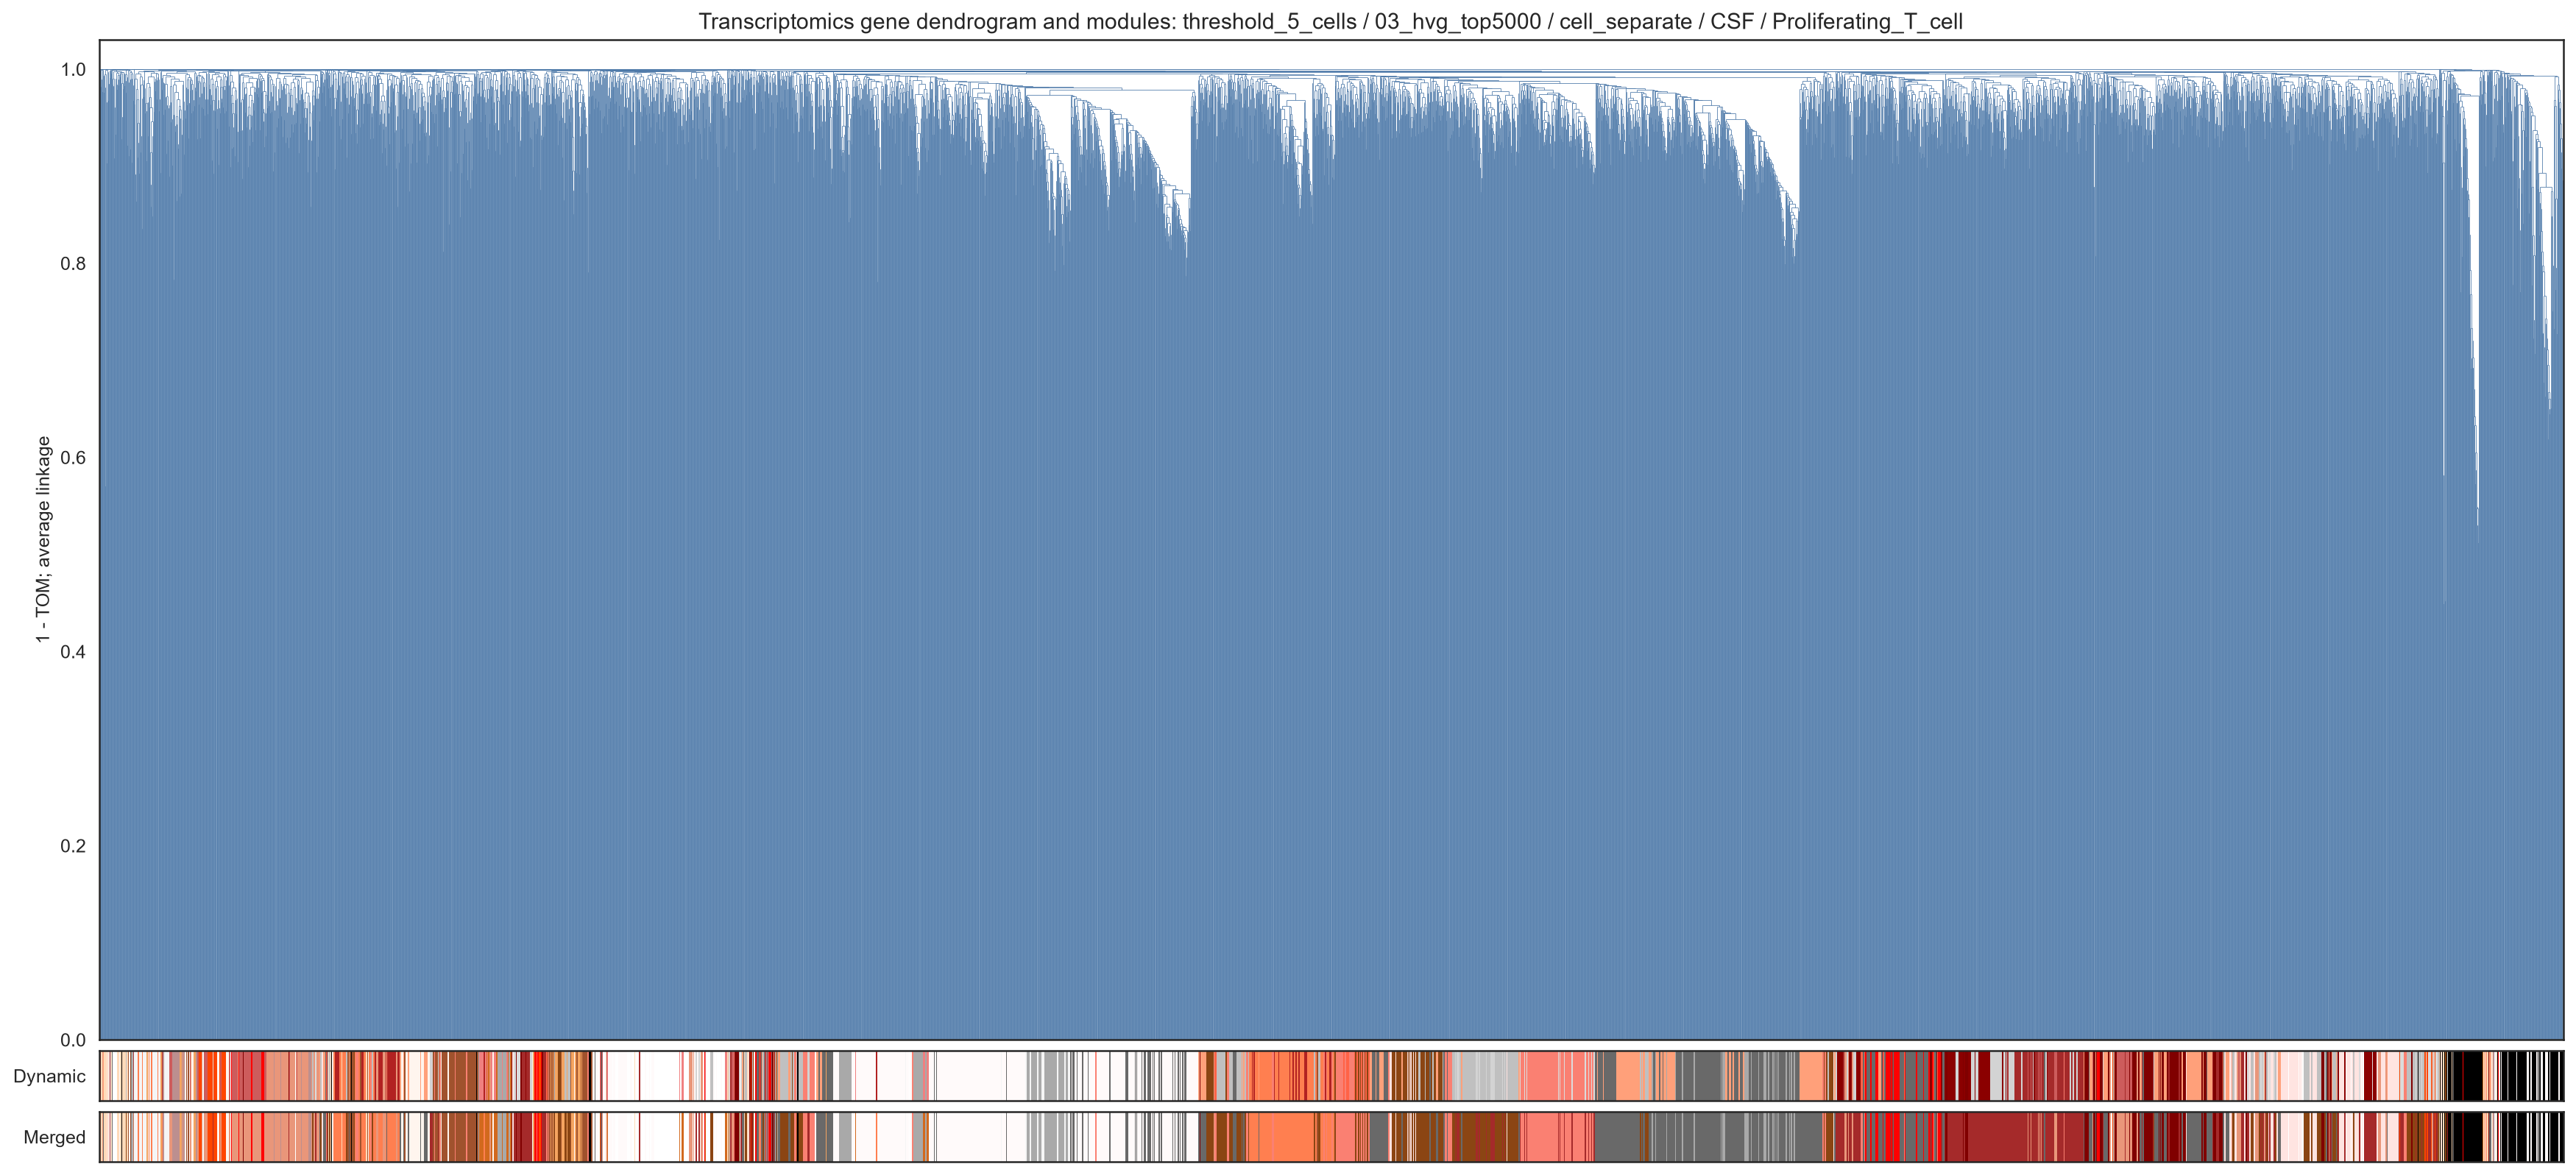 Transcriptomics gene dendrogram and modules: threshold_5_cells / 03_hvg_top5000 / cell_separate / CSF / Proliferating_T_cell
1.0
0.8
0.6
0.4
0.2
0.0
1 - TOM; average linkage
Dynamic
Merged